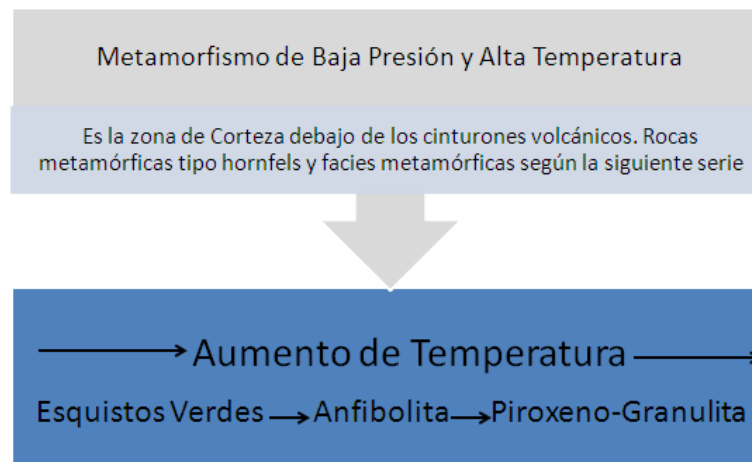 Metamorfismo de Baja Presión y Alta Temperatura
Es la zona de Corteza debajo de los cinturones volcánicos. Rocas
metamórficas tipo hornfels y facies metamórficas según la siguiente serie
Aumento de Temperatura
Esquistos Verdes → Anfibolita → Piroxeno-Granulita